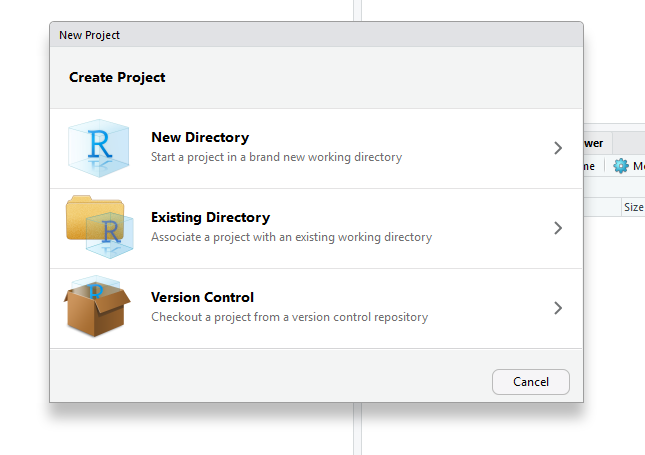 New Project
Create Project
R
New Directory
Start a project in a brand new working directory
R
Existing Directory
Associate a project with an existing working directory
R
Version Control
Checkout a project from a version control repository
Cancel
wer
me
Mo
Size